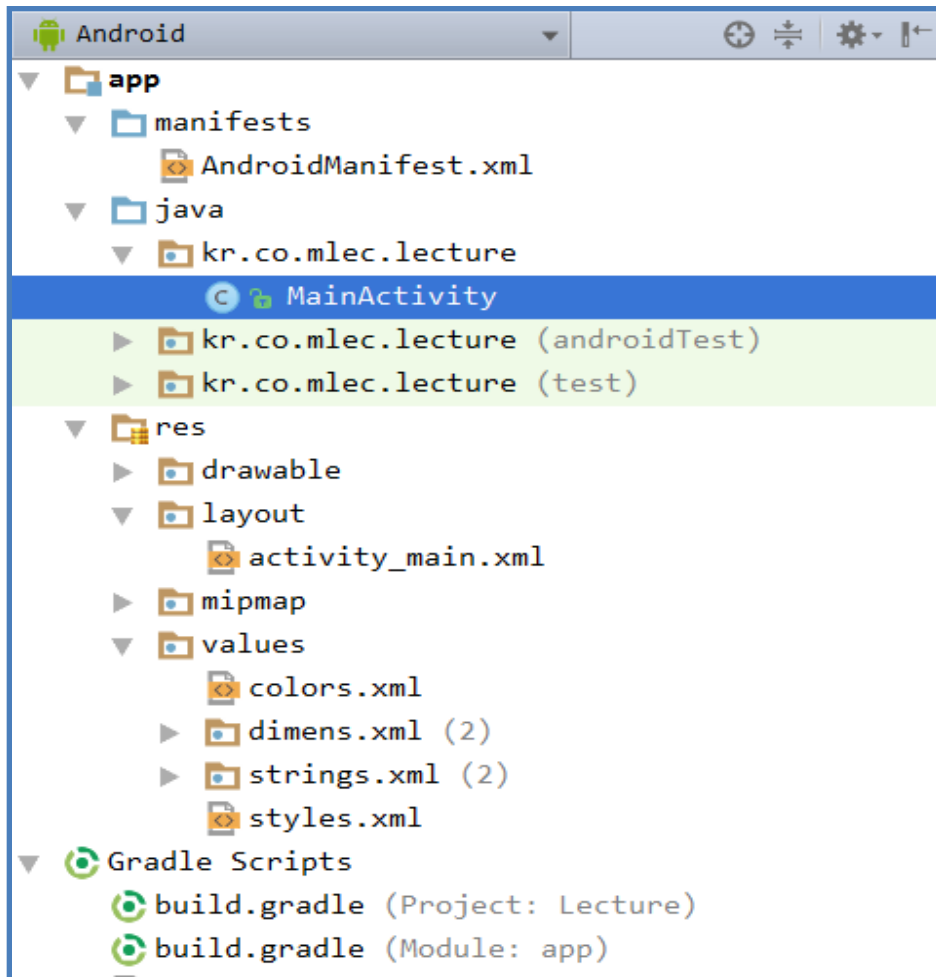 Android
app
manifests
AndroidManifest.xml
java
kr.co.mlec.lecture
C MainActivity
kr.co.mlec.lecture (androidTest)
kr.co.mlec.lecture (test)
res
drawable
layout
activity_main.xml
mipmap
values
colors.xml
dimens.xml (2)
strings.xml (2)
styles.xml
Gradle Scripts
build.gradle (Project: Lecture)
build.gradle (Module: app)